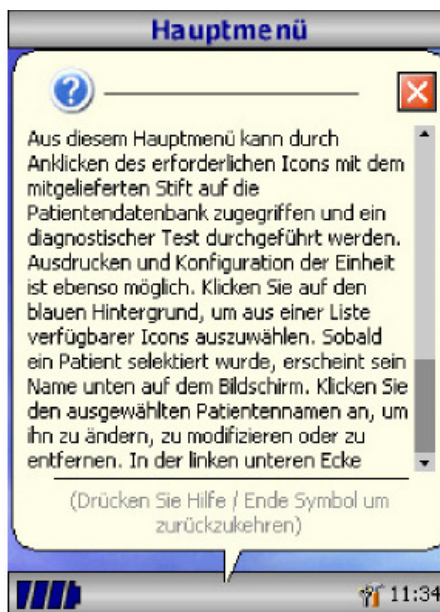 Hauptmenü
Aus diesem Hauptmenü kann durch
Anklicken des erforderlichen Icons mit dem
mitgelieferten Stift auf die
Patientendatenbank zugegriffen und ein
diagnostischer Test durchgeführt werden.
Ausdrucken und Konfiguration der Einheit
ist ebenso möglich. Klicken Sie auf den
blauen Hintergrund, um aus einer Liste
verfügbarer Icons auszuwählen. Sobald
ein Patient selektiert wurde, erscheint sein
Name unten auf dem Bildschirm. Klicken Sie
den ausgewählten Patientennamen an, um
ihn zu ändern, zu modifizieren oder zu
entfernen. In der linken unteren Ecke
(Drücken Sie Hilfe / Ende Symbol um
zurückzukehren)
11:34